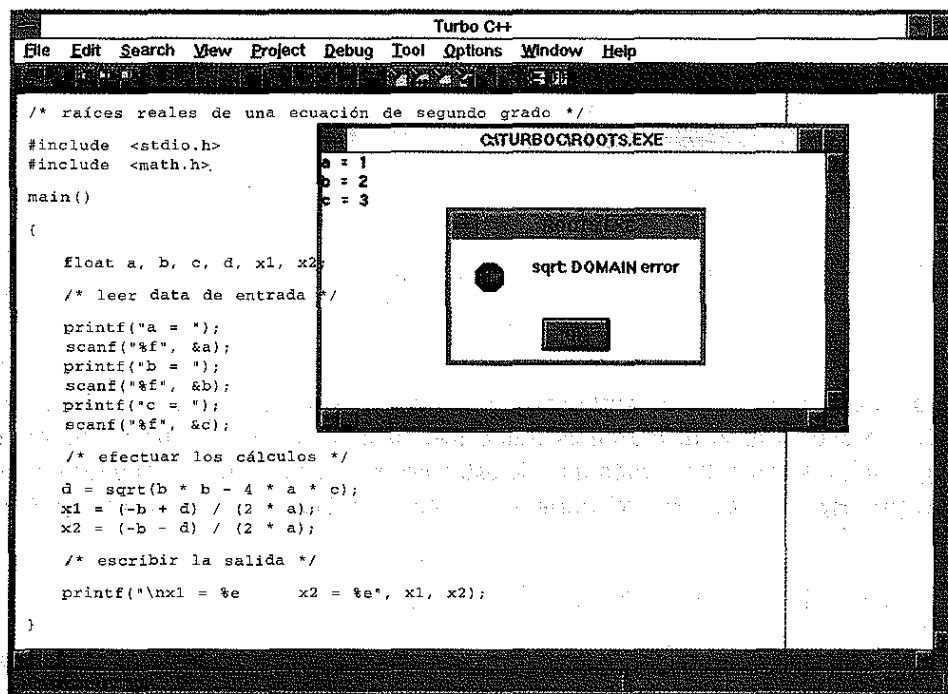 Turbo C++
File Edit Search View Project Debug Tool Options Window Help
/* raíces reales de una ecuación de segundo grado */
#include <stdio.h>
#include <math.h>
main()
{
float a, b, c, d, x1, x2;
/* leer data de entrada */
printf("a = ");
scanf("%f", &a);
printf("b = ");
scanf("%f", &b);
printf("c = ");
scanf("%f", &c);
/* efectuar los cálculos */
d = sqrt(b * b - 4 * a * c);
x1 = (-b + d) / (2 * a);
x2 = (-b - d) / (2 * a);
/* escribir la salida */
printf("\nx1 = %e x2 = %e", x1, x2);
}
C:\TURBOC\ROOTS.EXE
a = 1
b = 2
c = 3
sqrt: DOMAIN error